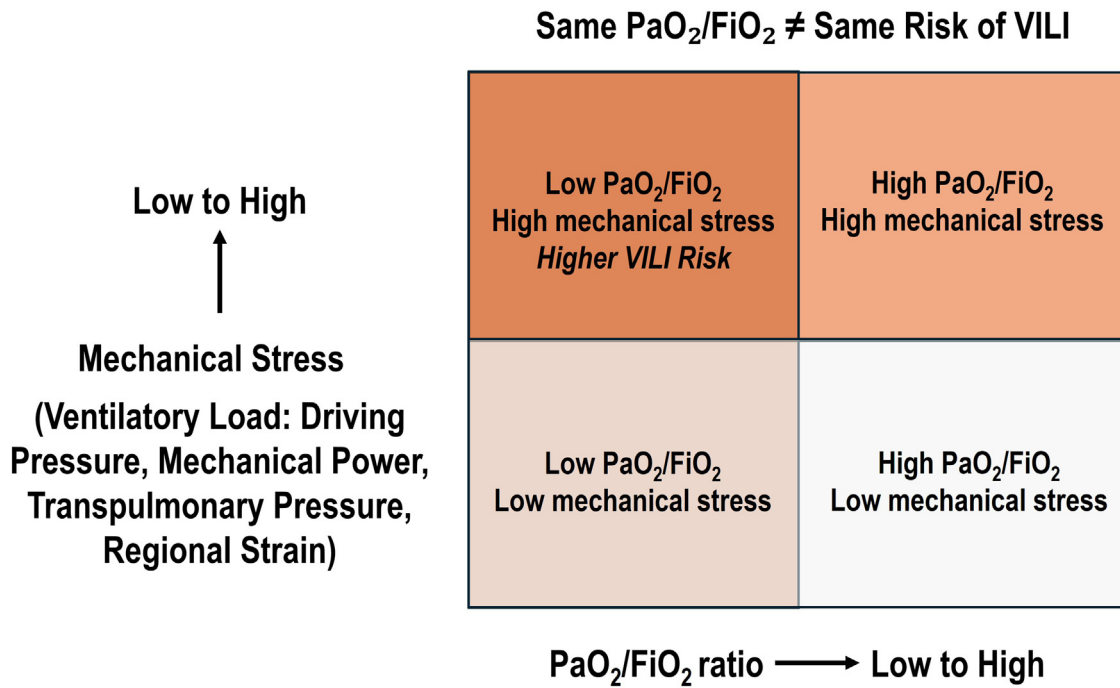 Same PaO₂/FiO₂ ≠ Same Risk of VILI
Low to High
Mechanical Stress
(Ventilatory Load: Driving
Pressure, Mechanical Power,
Transpulmonary Pressure,
Regional Strain)
Low PaO₂/FiO₂
High mechanical stress
Higher VILI Risk
High PaO₂/FiO₂
High mechanical stress
Low PaO₂/FiO₂
Low mechanical stress
High PaO₂/FiO₂
Low mechanical stress
PaO₂/FiO₂ ratio → Low to High